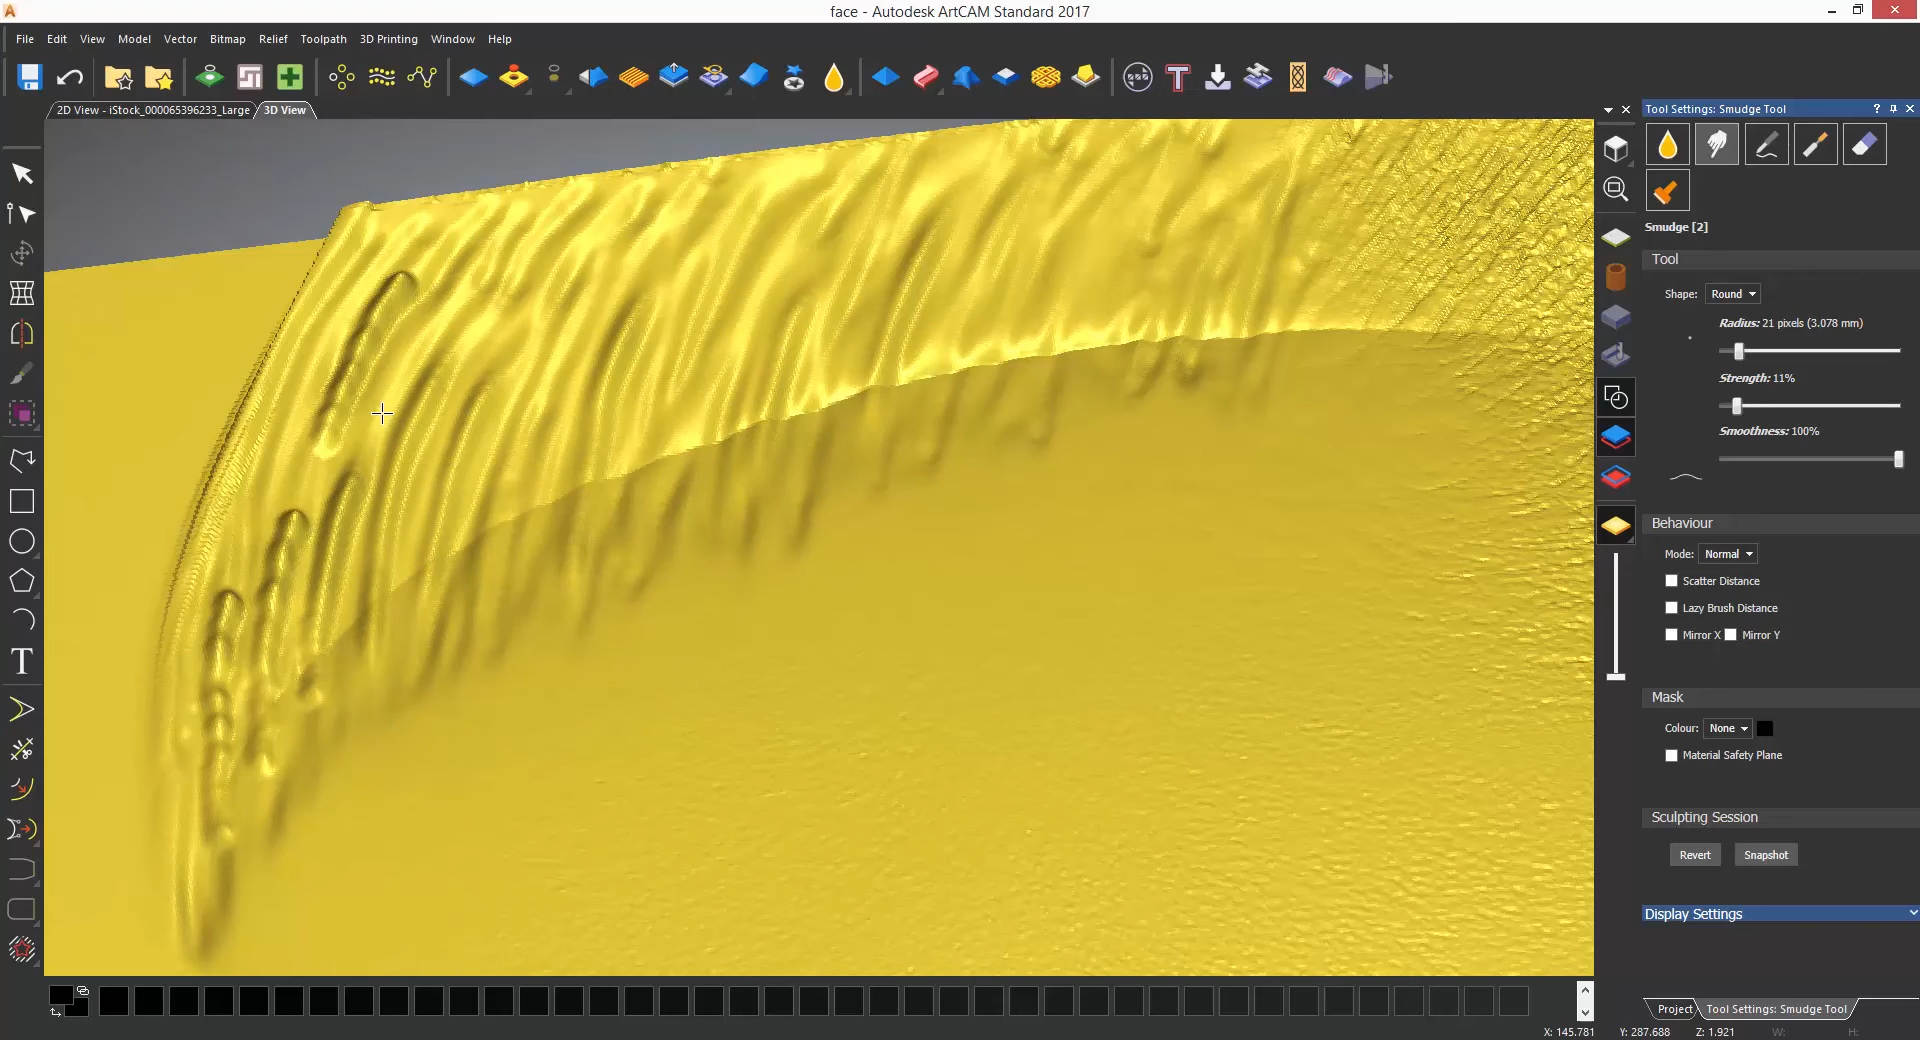 face - Autodesk ArtCAM Standard 2017
File Edit View Model Vector Bitmap Relief Toolpath 3D Printing Window Help
2D View - iStock_000065396233_Large 3D View
Tool Settings: Smudge Tool
Smudge [2]
Tool
Shape: Round
Radius: 21 pixels (3.078 mm)
Strength: 11%
Smoothness: 100%
Behaviour
Mode: Normal
Scatter Distance
Lazy Brush Distance
Mirror X Mirror Y
Mask
Colour: None
Material Safety Plane
Sculpting Session
Revert Snapshot
Display Settings
Project Tool Settings: Smudge Tool
X: 145.781 Y: 287.688 Z: 1.921 W: H: